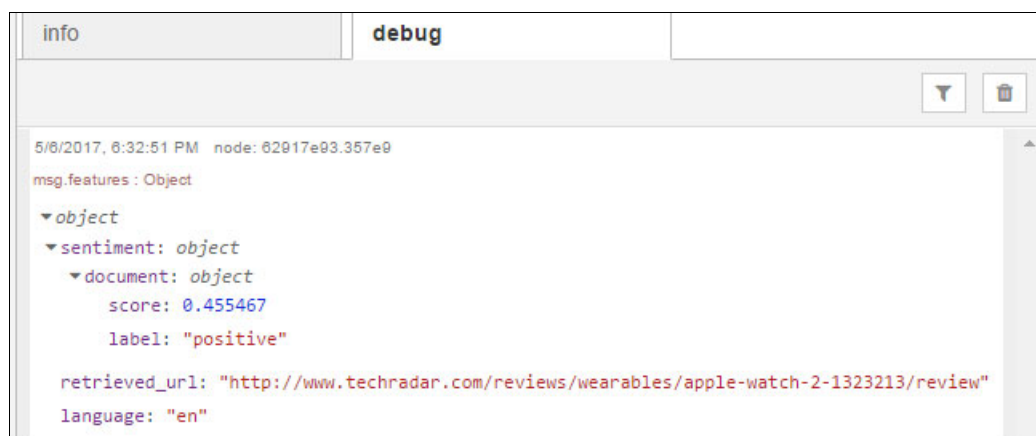 info debug
5/6/2017, 6:32:51 PM node: 62917e93.357e9
msg.features : Object
object
sentiment: object
document: object
score: 0.455467
label: "positive"
retrieved_url: "http://www.techradar.com/reviews/wearables/apple-watch-2-1323213/review"
language: "en"